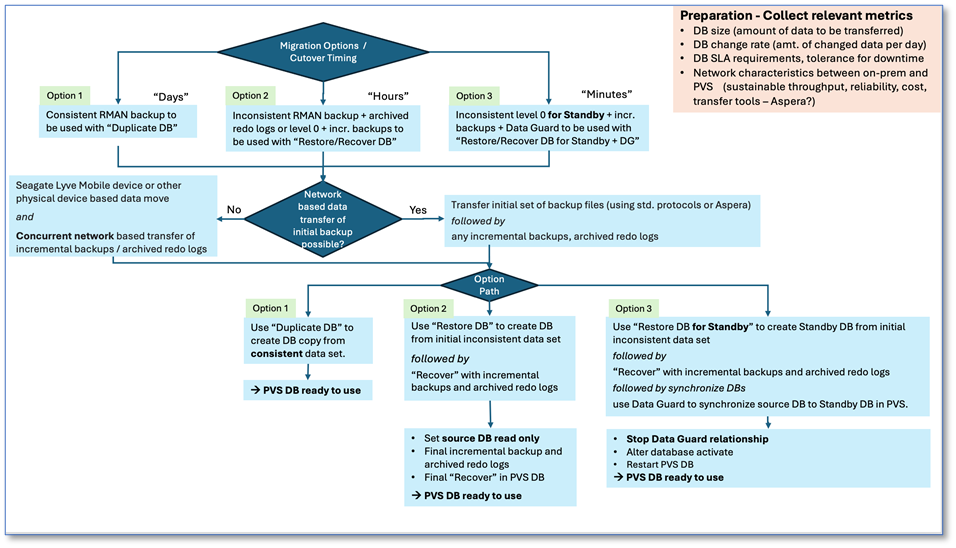 Preparation - Collect relevant metrics
• DB size (amount of data to be transferred)
• DB change rate (amt. of changed data per day)
• DB SLA requirements, tolerance for downtime
• Network characteristics between on-prem and
PVS (sustainable throughput, reliability, cost,
transfer tools – Aspera?)
Migration Options /
Cutover Timing
Option 1
"Days"
Consistent RMAN backup to
be used with "Duplicate DB"
Option 2
"Hours"
Inconsistent RMAN backup + archived
redo logs or level 0 + incr. backups to
be used with "Restore/Recover DB"
Option 3
"Minutes"
Inconsistent level 0 for Standby + incr.
backups + Data Guard to be used with
"Restore/Recover DB for Standby + DG"
Seagate Lyve Mobile device or other
physical device based data move
and
Concurrent network based transfer of
incremental backups / archived redo logs
No
Network
based data
transfer of
initial backup
possible?
Yes
Transfer initial set of backup files (using std. protocols or Aspera)
followed by
any incremental backups, archived redo logs
Option
Path
Option 1
Use "Duplicate DB" to
create DB copy from
consistent data set.
→ PVS DB ready to use
Option 2
Use "Restore DB" to create DB
from initial inconsistent data set
followed by
"Recover" with incremental
backups and archived redo logs
• Set source DB read only
• Final incremental backup and
archived redo logs
• Final "Recover" in PVS DB
→ PVS DB ready to use
Option 3
Use "Restore DB for Standby" to create Standby DB from initial
inconsistent data set
followed by
"Recover" with incremental backups and archived redo logs
followed by synchronize DBs
use Data Guard to synchronize source DB to Standby DB in PVS.
• Stop Data Guard relationship
• Alter database activate
• Restart PVS DB
→ PVS DB ready to use